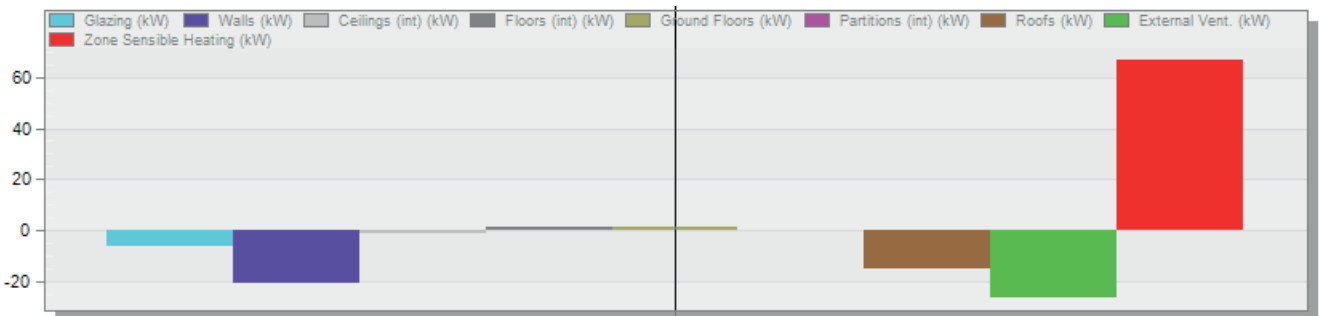 Glazing (kW) Walls (kW) Ceilings (int) (kW) Floors (int) (kW) Ground Floors (kW) Partitions (int) (kW) Roofs (kW) External Vent. (kW)
Zone Sensible Heating (kW)
60
40
20
0
-20